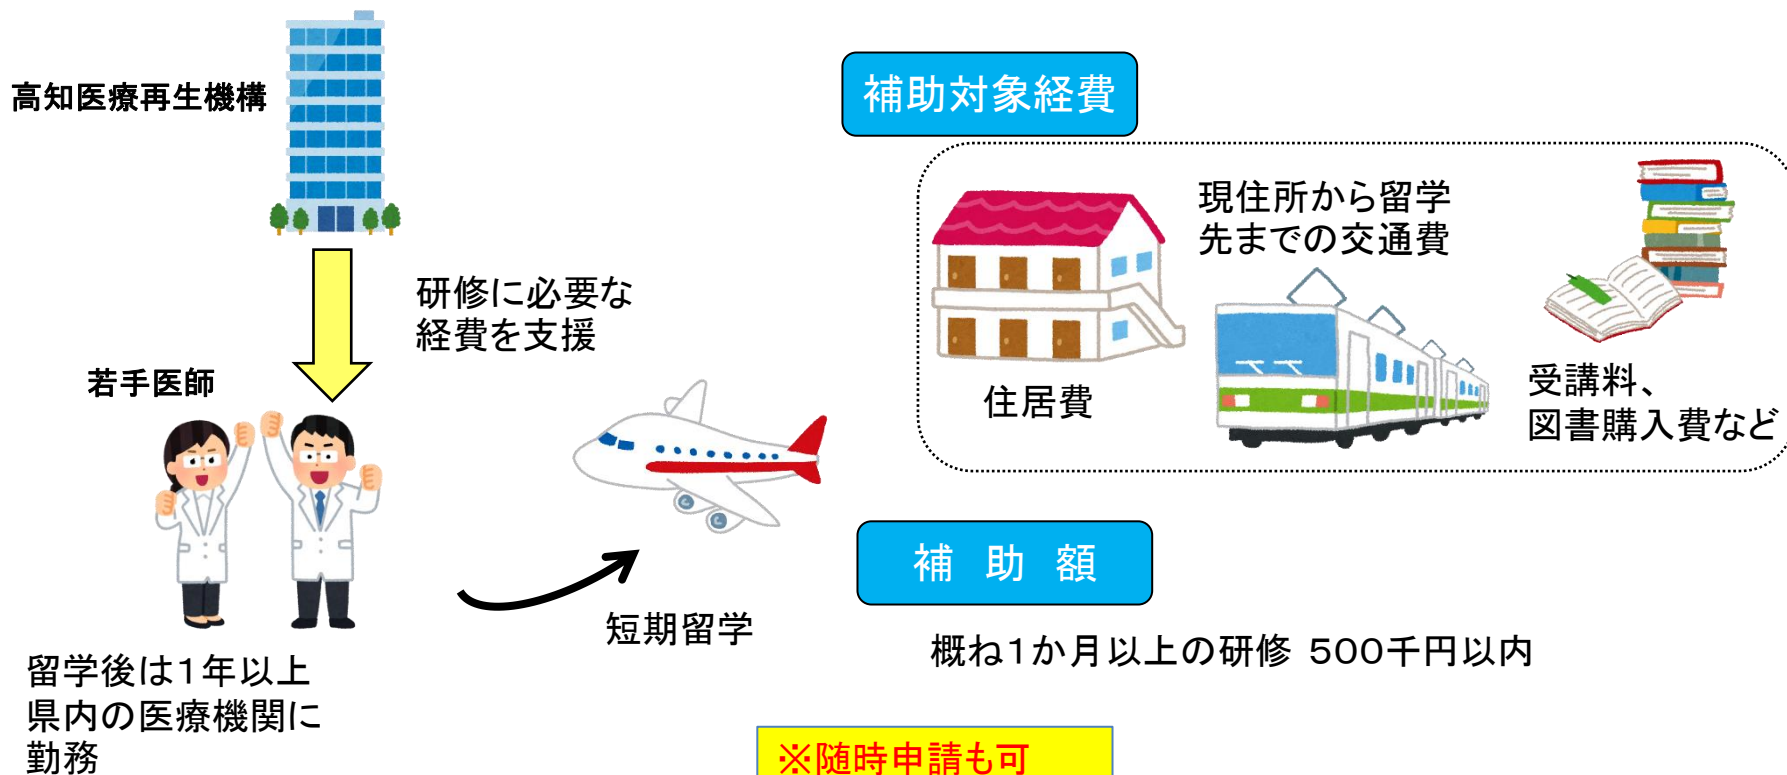 高知医療再生機構
研修に必要な
経費を支援
若手医師
留学後は１年以上
県内の医療機関に
勤務
短期留学
補助対象経費
住居費
現住所から留学
先までの交通費
受講料、
図書購入費など
補 助 額
概ね１か月以上の研修 ５００千円以内
※随時申請も可